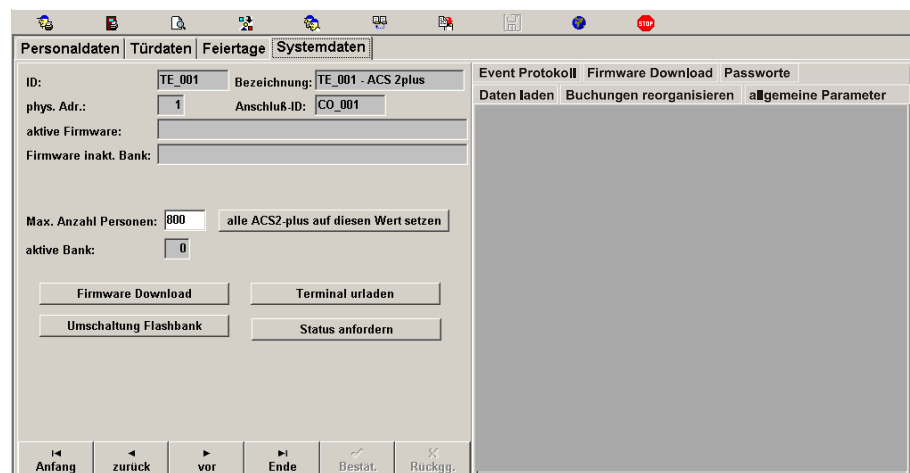 STOP
Personaldaten Türdaten Feiertage Systemdaten
ID: TE_001 Bezeichnung: TE_001 - ACS 2plus
phys. Adr.: 1 Anschluß-ID: CO_001
aktive Firmware:
Firmware inakt. Bank:
Max. Anzahl Personen: 800 alle ACS2-plus auf diesen Wert setzen
aktive Bank: 0
Firmware Download Terminal urladen
Umschaltung Flashbank Status anfordern
Anfang zurück vor Ende Bestät. Rückgg.
Event Protokoll Firmware Download Passworte
Daten laden Buchungen reorganisieren allgemeine Parameter